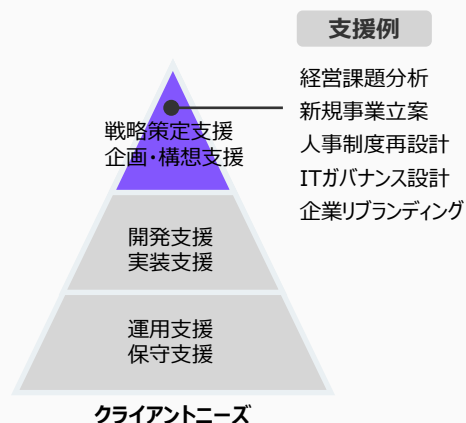 支援例
経営課題分析
新規事業立案
人事制度再設計
ITガバナンス設計
企業リブランディング
戦略策定支援
企画・構想支援
開発支援
実装支援
運用支援
保守支援
クライアントニーズ